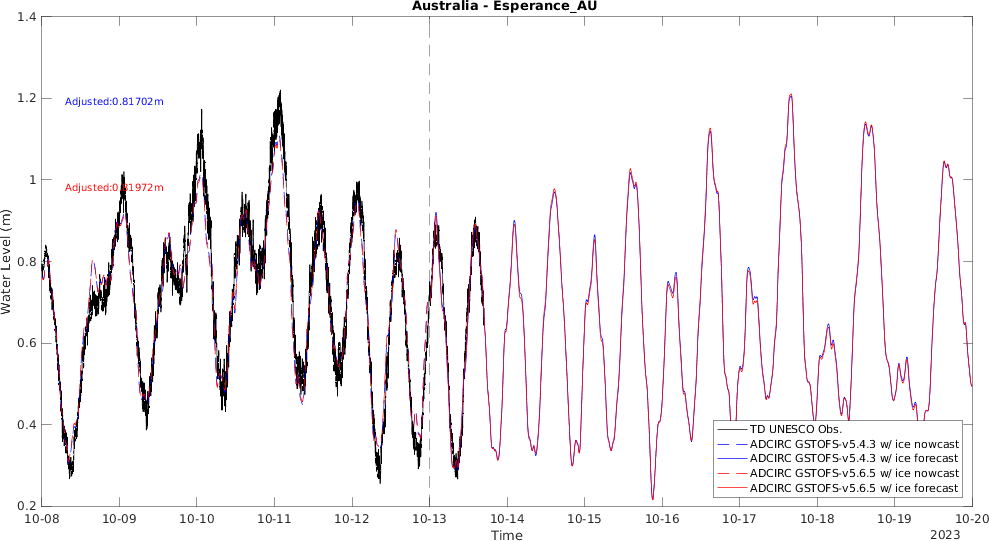 Australia - Esperance_AU
1.4
1.2
1
0.8
0.6
0.4
0.2
Water Level (m)
Adjusted:0.81702m
Adjusted:0.81972m
TD UNESCO Obs.
ADCIRC GSTOFS-v5.4.3 w/ ice nowcast
ADCIRC GSTOFS-v5.4.3 w/ ice forecast
ADCIRC GSTOFS-v5.6.5 w/ ice nowcast
ADCIRC GSTOFS-v5.6.5 w/ ice forecast
10-08 10-09 10-10 10-11 10-12 10-13 10-14 10-15 10-16 10-17 10-18 10-19 10-20
Time
2023